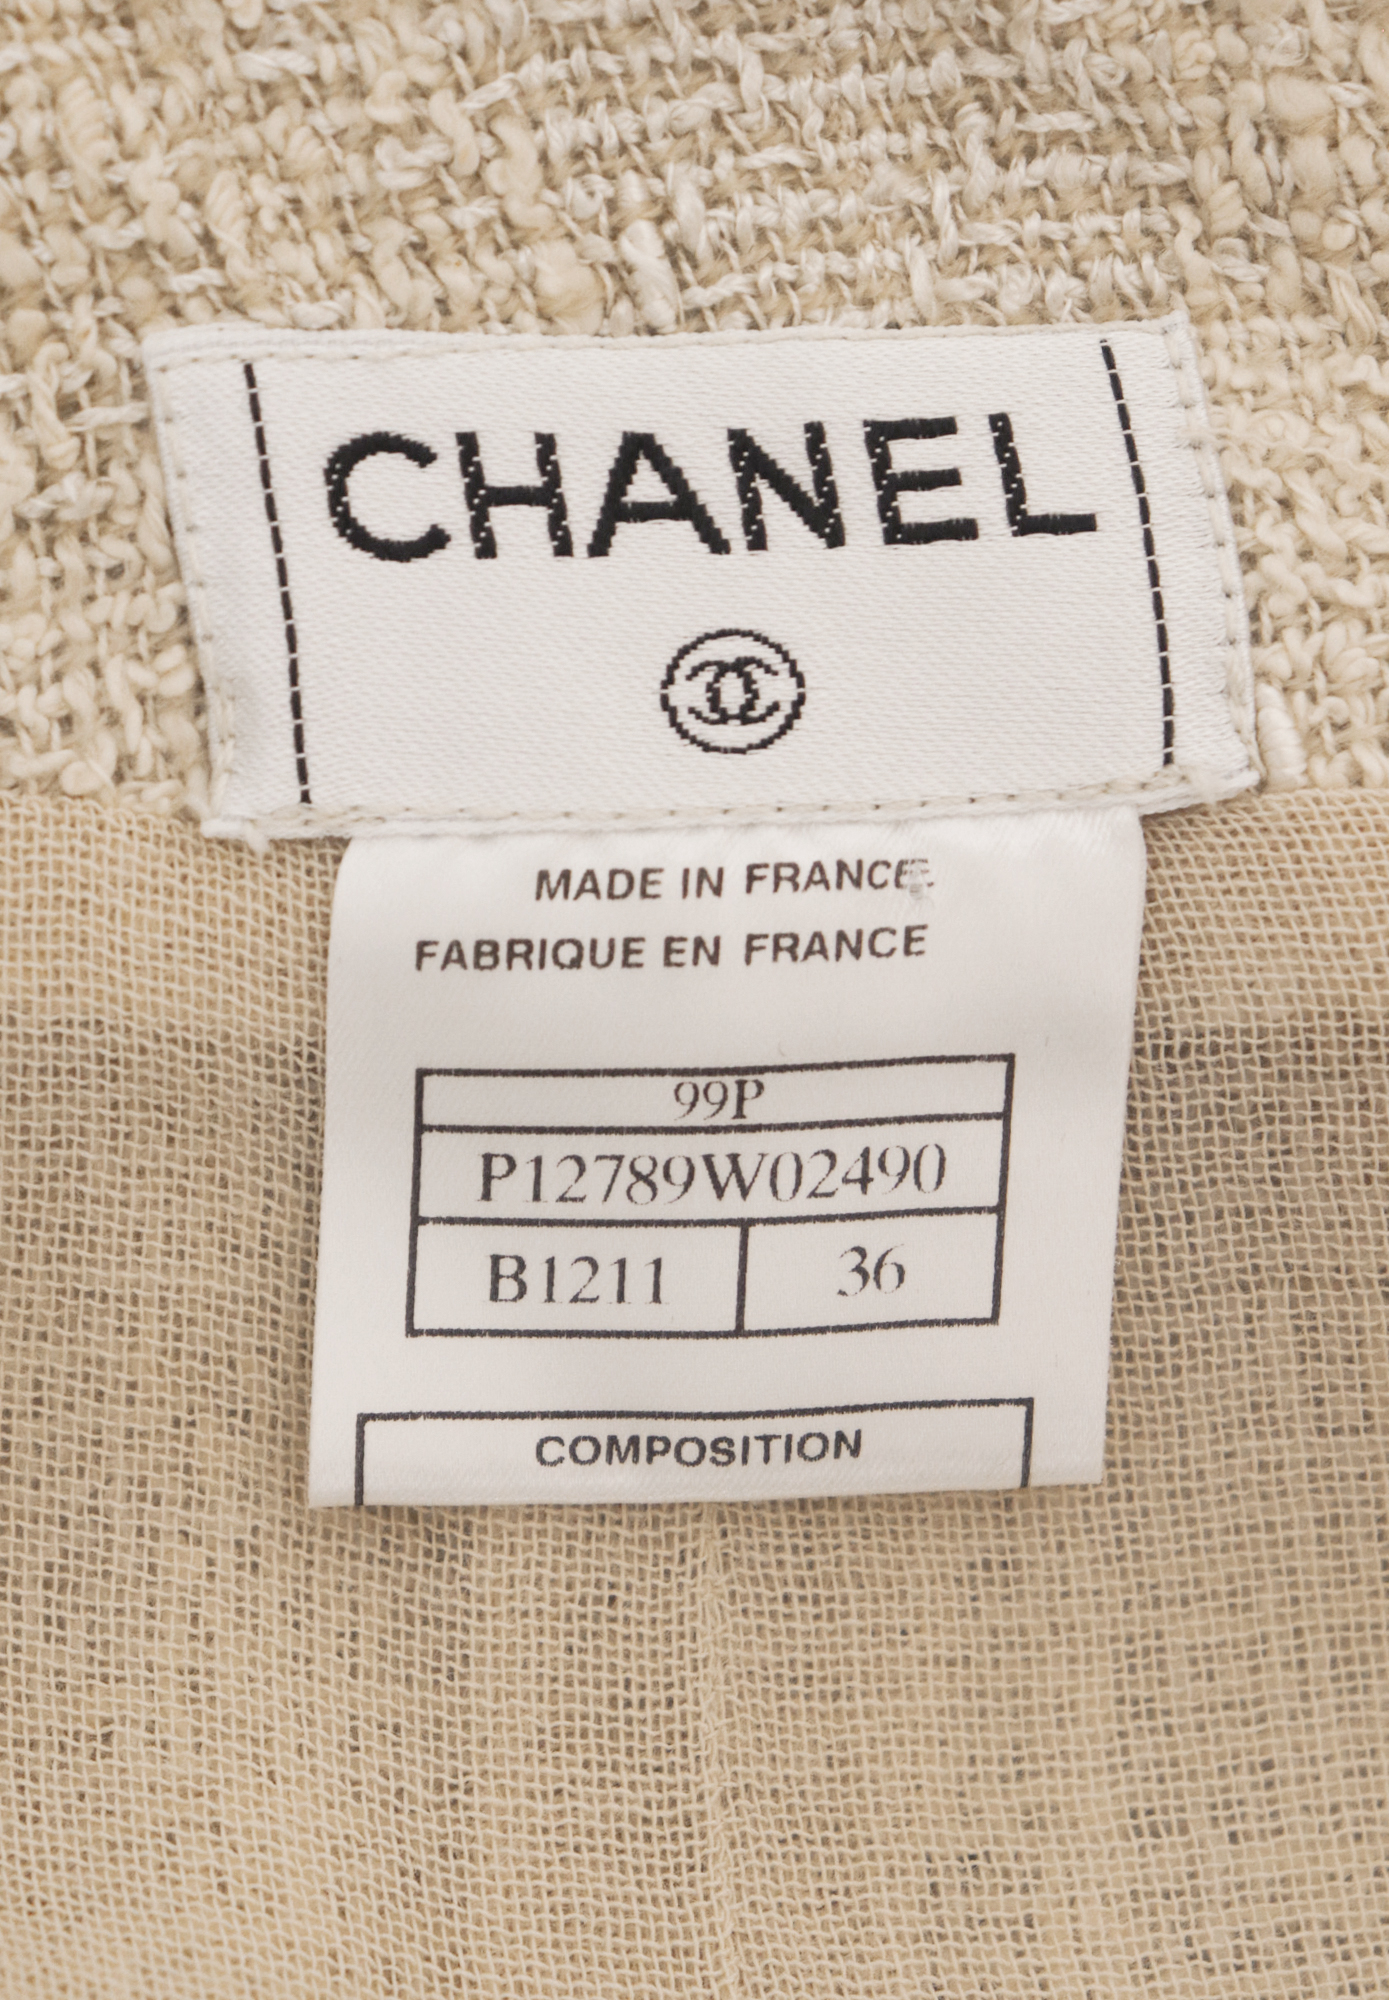 CHANEL
MADE IN FRANCE
FABRIQUE EN FRANCE
99P
P12789W02490
B1211 36
COMPOSITION